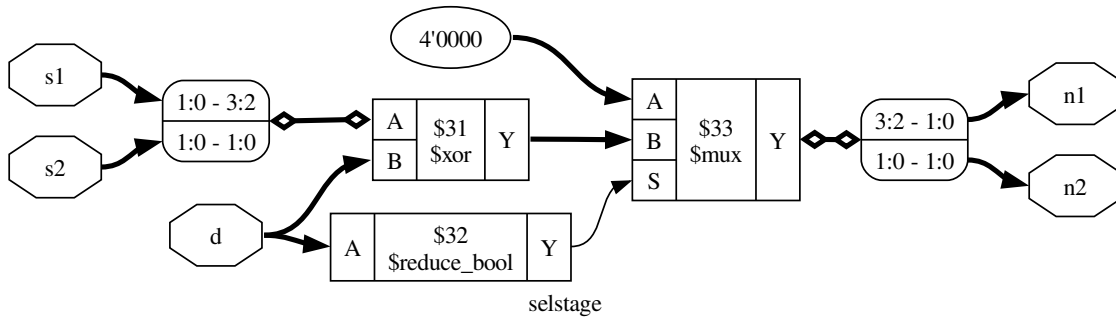 s1
s2
1:0 - 3:2
1:0 - 1:0
d
4'0000
A
B
$31
$xor
Y
A
$32
$reduce_bool
Y
A
B
S
$33
$mux
Y
3:2 - 1:0
1:0 - 1:0
n1
n2
selstage